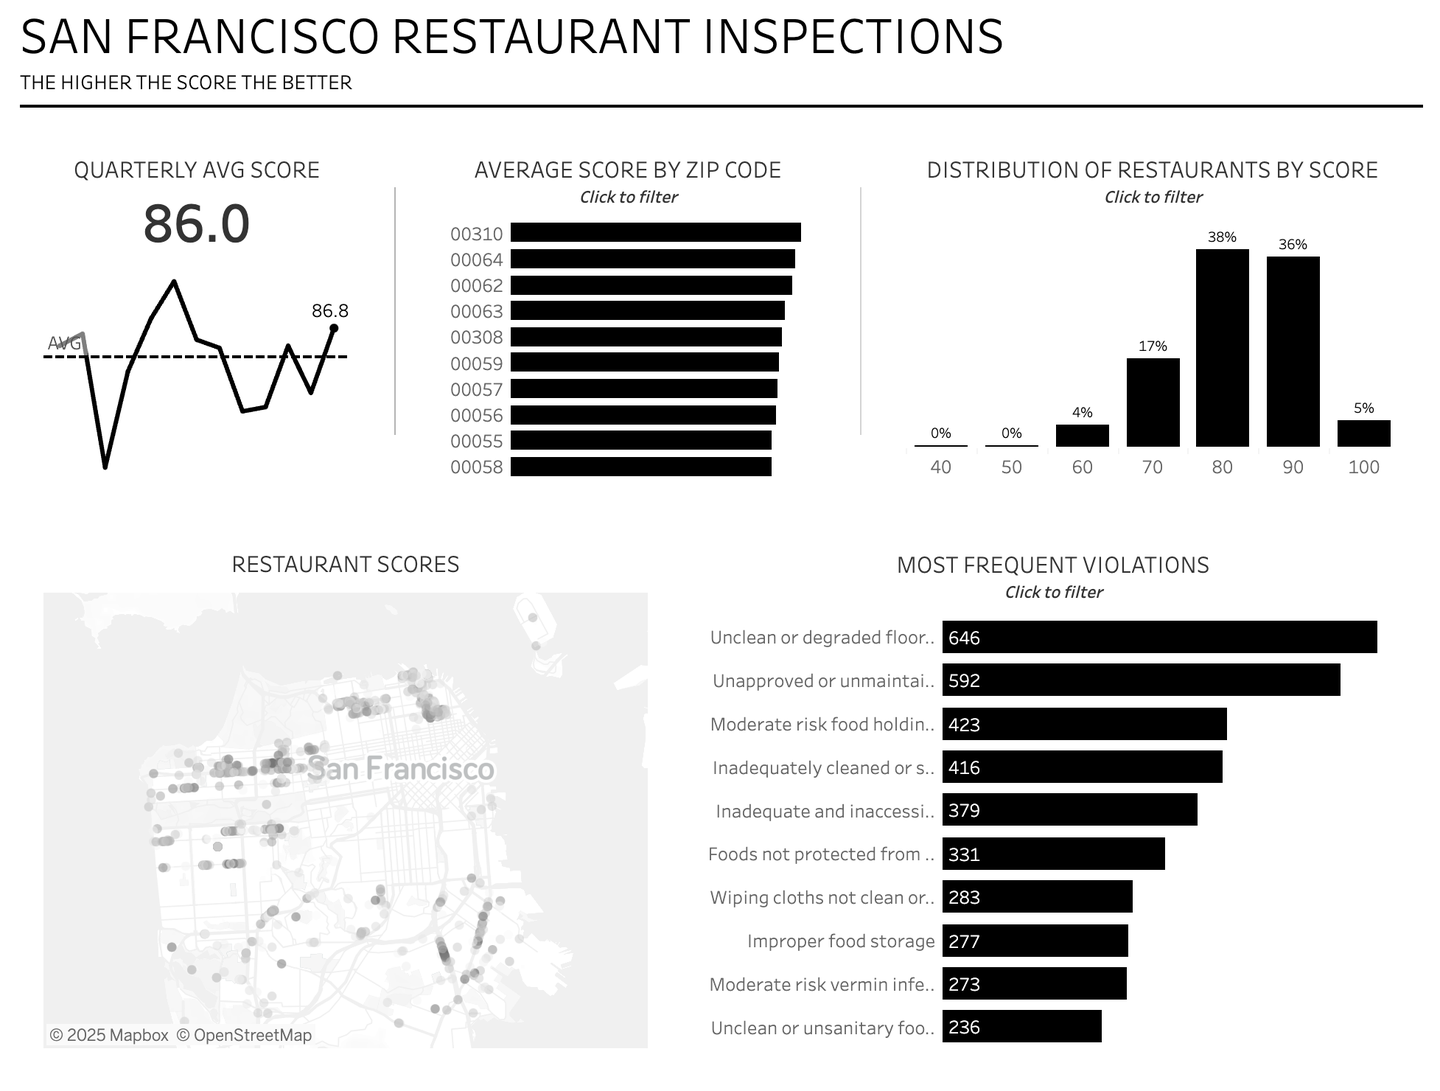 SAN FRANCISCO RESTAURANT INSPECTIONS
THE HIGHER THE SCORE THE BETTER
QUARTERLY AVG SCORE
86.0
86.8
AVG
AVERAGE SCORE BY ZIP CODE
Click to filter
00310
00064
00062
00063
00308
00059
00057
00056
00055
00058
DISTRIBUTION OF RESTAURANTS BY SCORE
Click to filter
0% 0% 4% 17% 38% 36% 5%
40 50 60 70 80 90 100
RESTAURANT SCORES
San Francisco
© 2025 Mapbox © OpenStreetMap
MOST FREQUENT VIOLATIONS
Click to filter
Unclean or degraded floor.. 646
Unapproved or unmaintai.. 592
Moderate risk food holdin.. 423
Inadequately cleaned or s.. 416
Inadequate and inaccessi.. 379
Foods not protected from .. 331
Wiping cloths not clean or.. 283
Improper food storage 277
Moderate risk vermin infe.. 273
Unclean or unsanitary foo.. 236